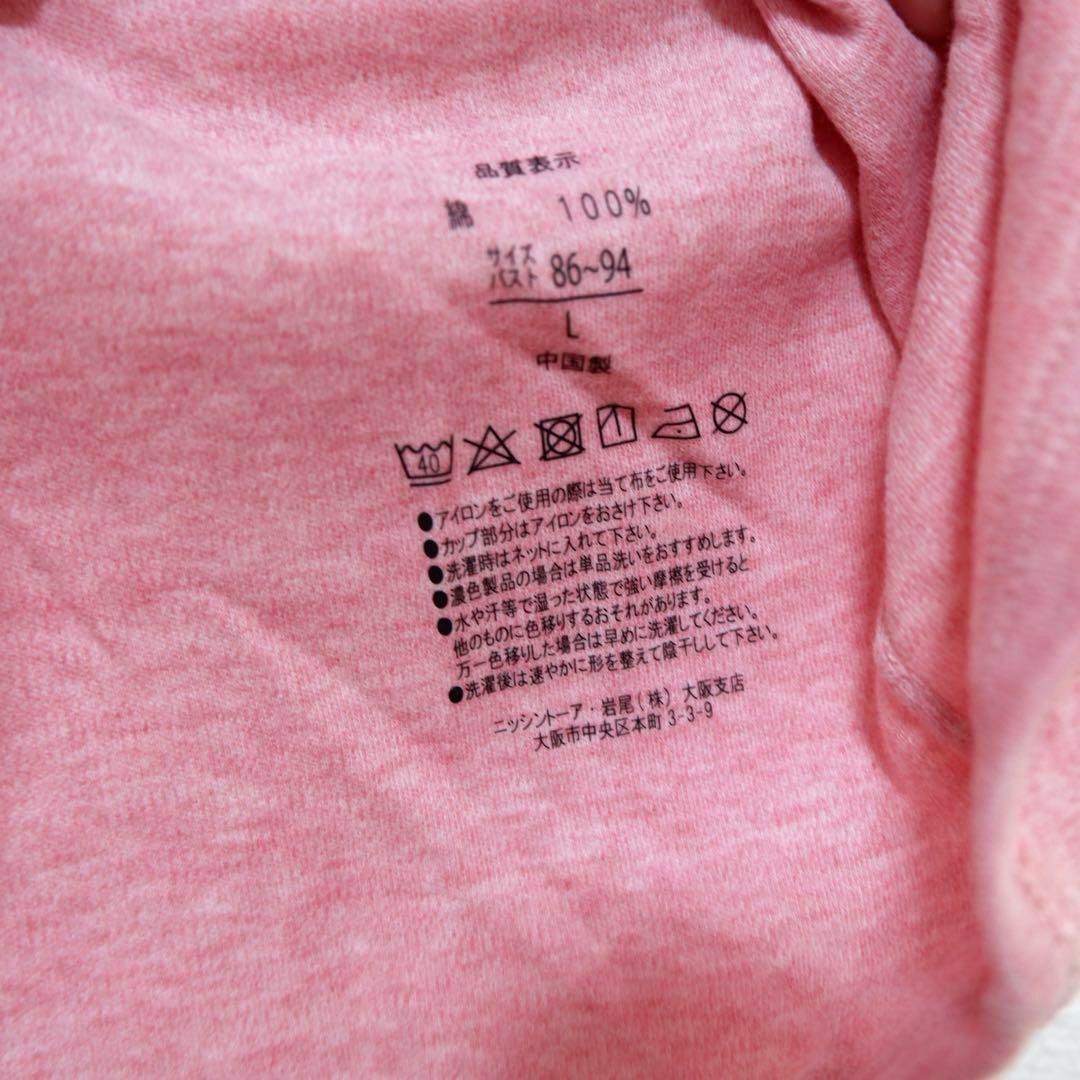 品質表示
綿 100%
サイズ
バスト 86~94
L
中国製
40
●アイロンをご使用の際は当て布をご使用下さい。
●カップ部分はアイロンをおさけ下さい。
●洗濯時はネットに入れて下さい。
●濃色製品の場合は単品洗いをおすすめします。
●水や汗等で湿った状態で強い摩擦を受けると
他のものに色移りするおそれがあります。
万一色移りした場合は早めに洗濯してください。
●洗濯後は速やかに形を整えて陰干しして下さい。
ニッシントーア・岩尾(株) 大阪支店
大阪市中央区本町 3-3-9